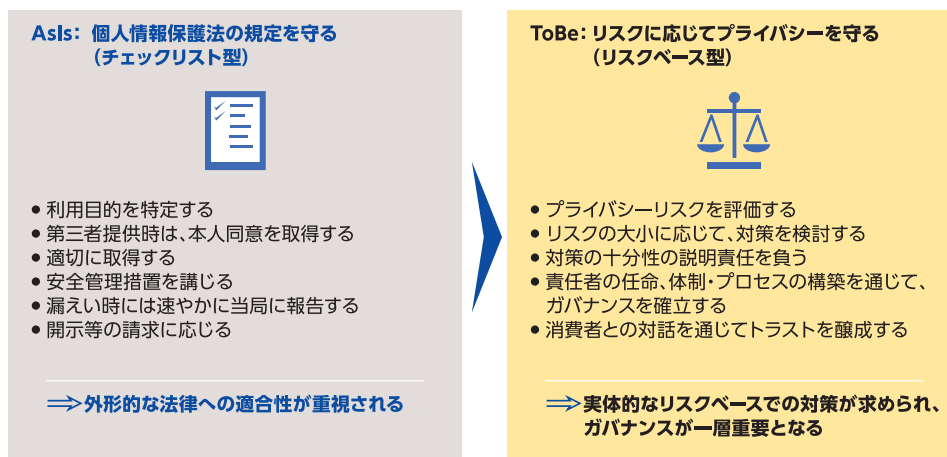 AsIs: 個人情報保護法の規定を守る
（チェックリスト型）
● 利用目的を特定する
● 第三者提供時は、本人同意を取得する
● 適切に取得する
● 安全管理措置を講じる
● 漏えい時には速やかに当局に報告する
● 開示等の請求に応じる
⇒外形的な法律への適合性が重視される
ToBe:リスクに応じてプライバシーを守る
（リスクベース型）
● プライバシーリスクを評価する
● リスクの大小に応じて、対策を検討する
● 対策の十分性の説明責任を負う
● 責任者の任命、体制・プロセスの構築を通じて、
ガバナンスを確立する
● 消費者との対話を通じてトラストを醸成する
⇒実体的なリスクベースでの対策が求められ、
ガバナンスが一層重要となる